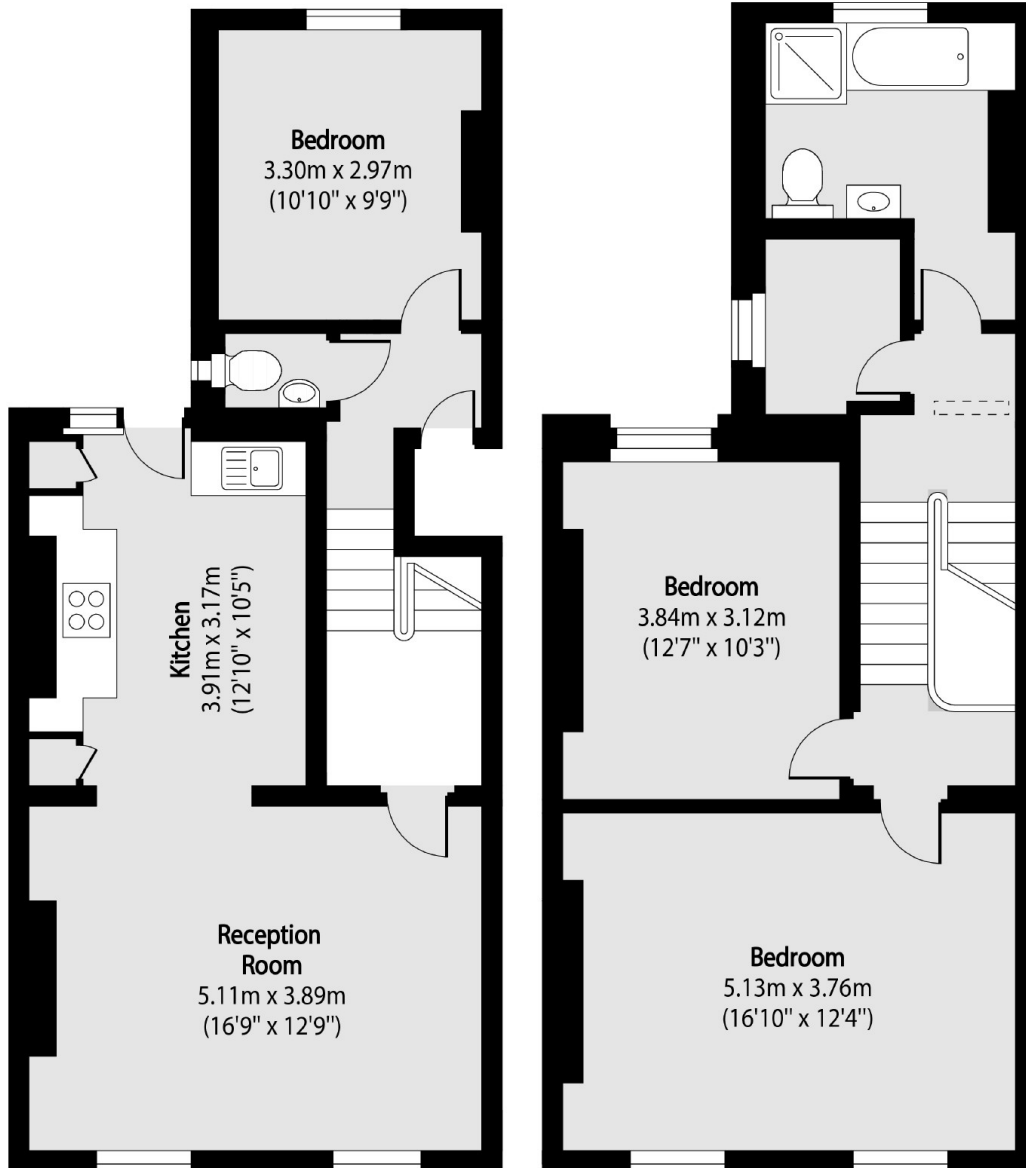 Bedroom
3.30m x 2.97m
(10'10" x 9'9")
Kitchen
3.91m x 3.17m
(12'10" x 10'5")
Reception
Room
5.11m x 3.89m
(16'9" x 12'9")
Bedroom
3.84m x 3.12m
(12'7" x 10'3")
Bedroom
5.13m x 3.76m
(16'10" x 12'4")